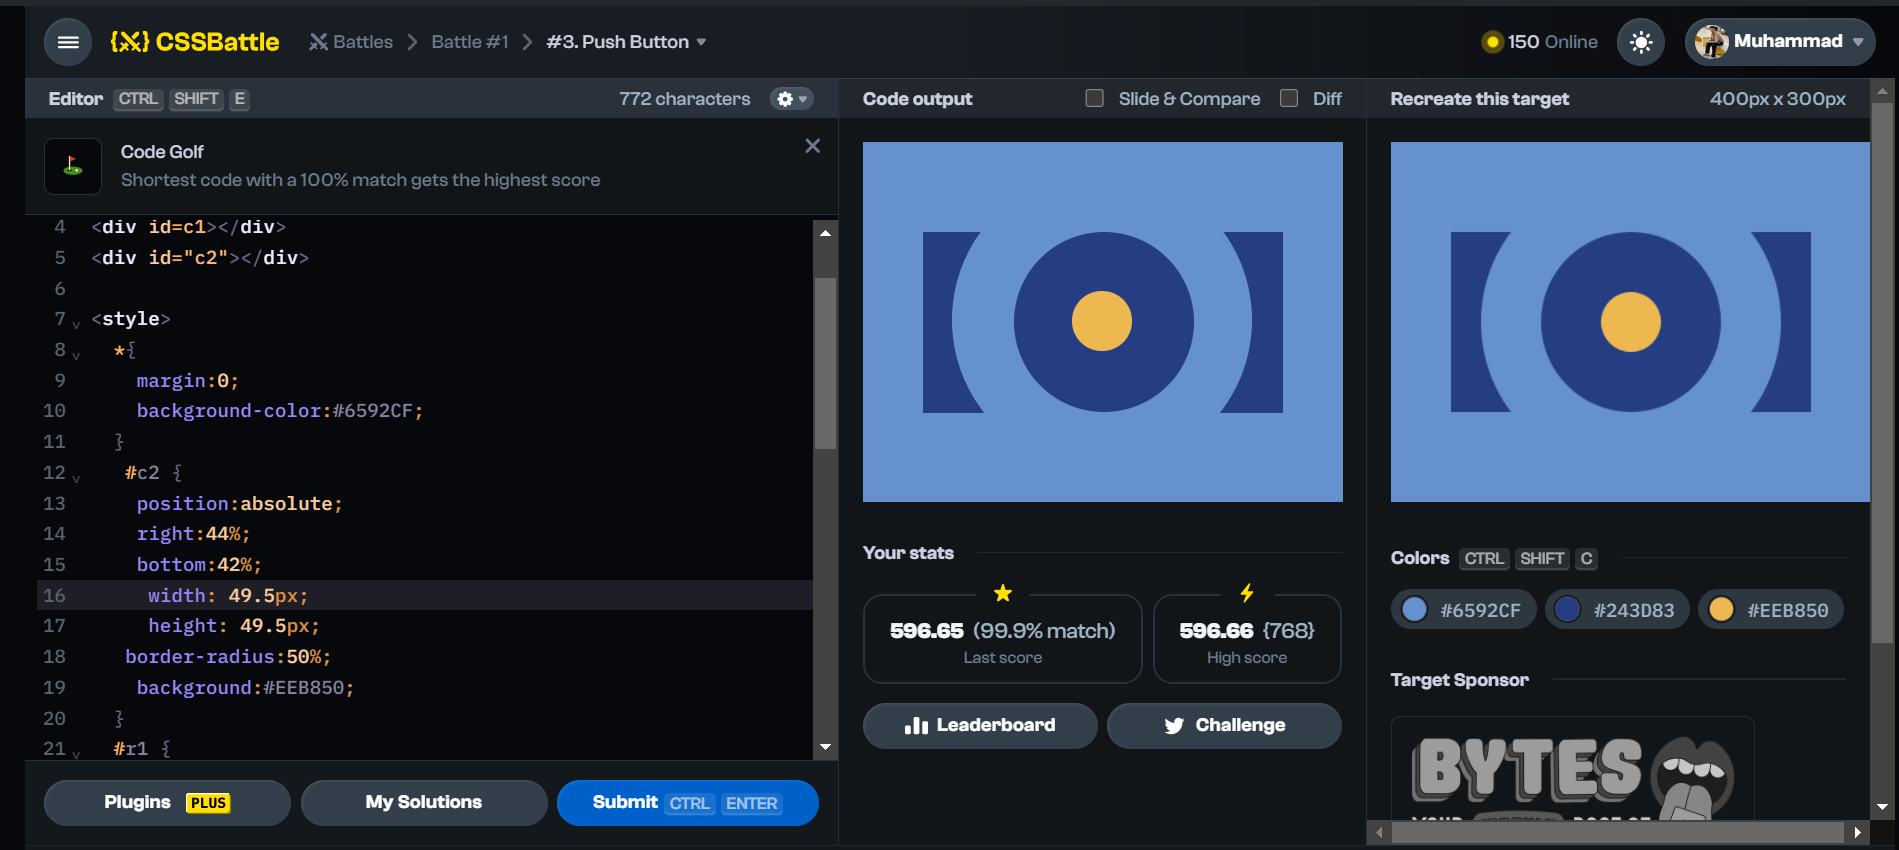 CSSBattle
Battles
Battle #1
#3. Push Button
150 Online
Muhammad
Editor CTRL SHIFT E
772 characters
Code output
Slide & Compare
Diff
Recreate this target
400px x 300px
Code Golf
Shortest code with a 100% match gets the highest score
4 <div id=c1></div>
5 <div id="c2"></div>
6
7 <style>
8 *{
9 margin:0;
10 background-color:#6592CF;
11 }
12 #c2 {
13 position:absolute;
14 right:44%;
15 bottom:42%;
16 width: 49.5px;
17 height: 49.5px;
18 border-radius:50%;
19 background:#EEB850;
20 }
21 #r1 {
Plugins PLUS
My Solutions
Submit CTRL ENTER
Your stats
596.65 (99.9% match)
Last score
596.66 {768}
High score
Leaderboard
Challenge
Colors CTRL SHIFT C
#6592CF
#243D83
#EEB850
Target Sponsor
BYTES